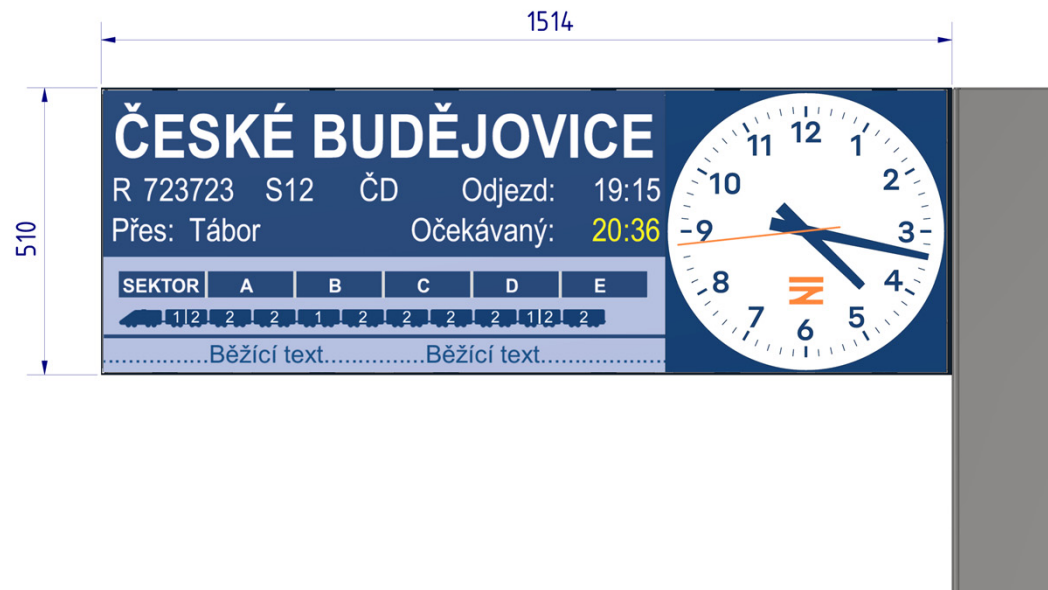 1514
510
ČESKÉ BUDĚJOVICE
R 723723 S12 ČD Odjezd: 19:15
Přes: Tábor Očekávaný: 20:36
SEKTOR A B C D E
1|2 2 2 1 2 2 2 2 1|2 2
...............Běžící text...............Běžící text...................
12
1
2
3
4
5
6
7
8
9
10
11